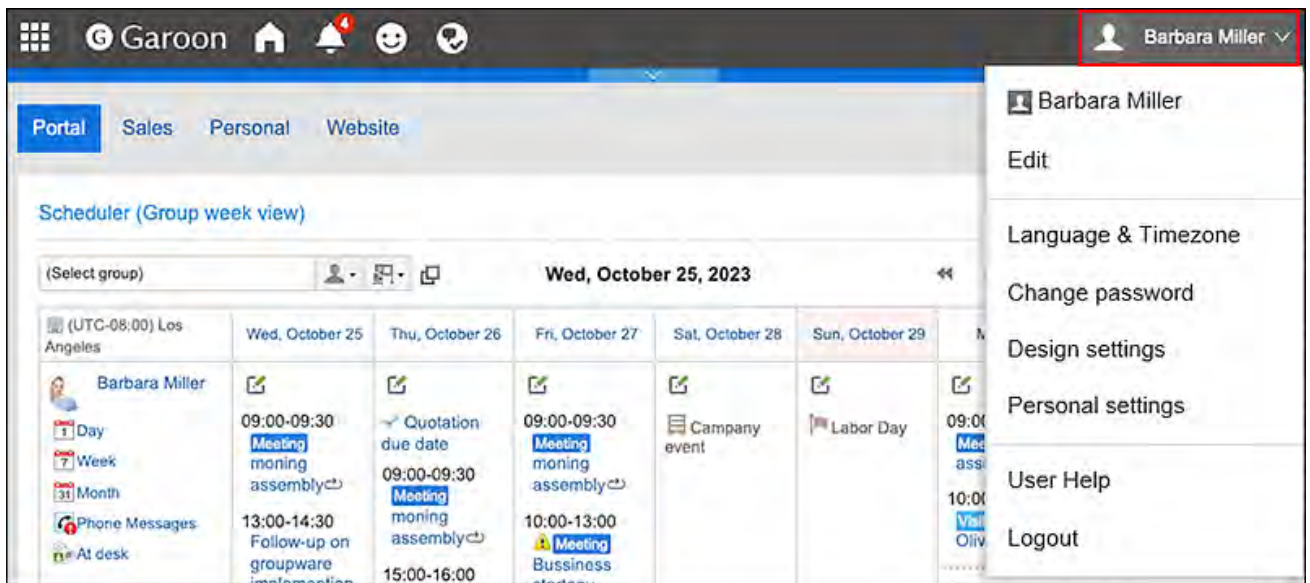 G Garoon 4 Barbara Miller
Portal Sales Personal Website
Scheduler (Group week view)
(Select group) Wed, October 25, 2023
(UTC-08:00) Los Angeles
Wed, October 25
Thu, October 26
Fri, October 27
Sat, October 28
Sun, October 29
Barbara Miller
1 Day
7 Week
31 Month
Phone Messages
At desk
09:00-09:30
Meeting
moning
assembly
13:00-14:30
Follow-up on
groupware
Quotation
due date
09:00-09:30
Meeting
moning
assembly
15:00-16:00
09:00-09:30
Meeting
moning
assembly
10:00-13:00
Meeting
Bussiness
Campany
event
Labor Day
Barbara Miller
Edit
Language & Timezone
Change password
Design settings
Personal settings
User Help
Logout